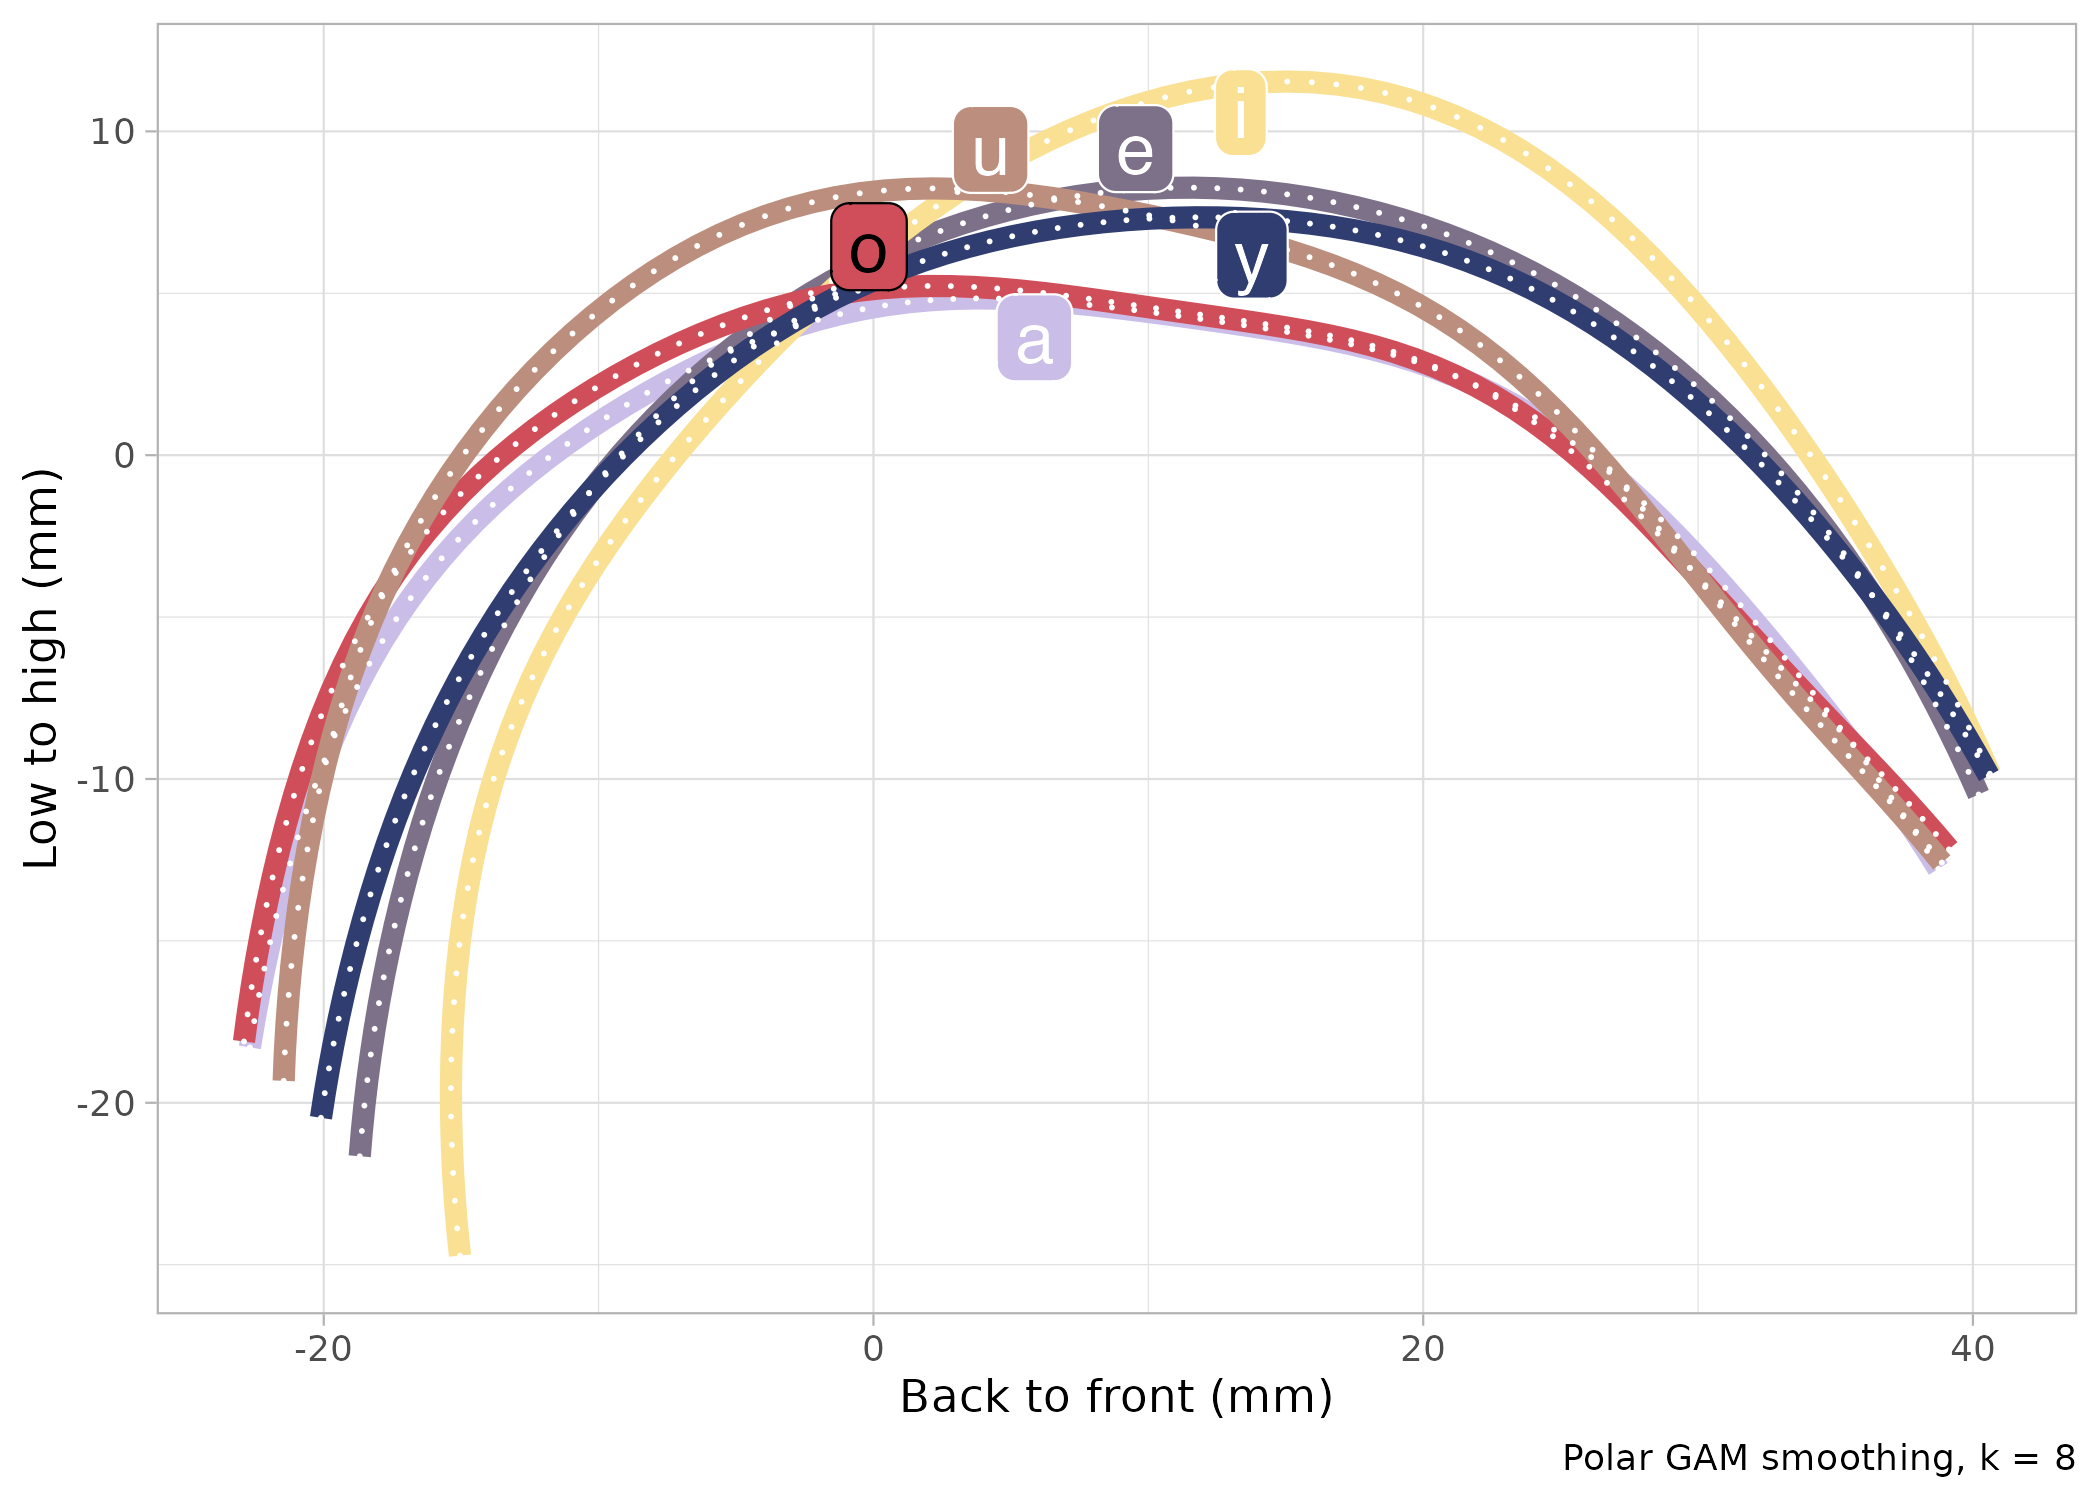 i
u
e
o
y
a
10
0
-10
-20
Low to high (mm)
-20
0
20
40
Back to front (mm)
Polar GAM smoothing, k = 8